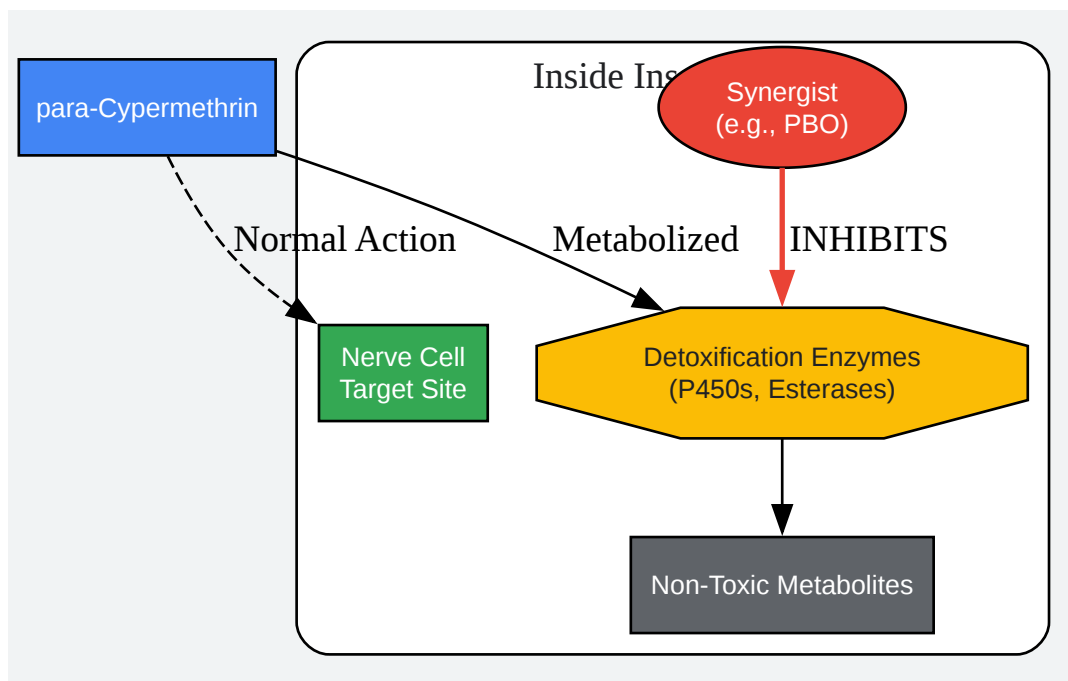 Inside Ins
para-Cypermethrin
Synergist
(e.g., PBO)
Normal Action
Metabolized
INHIBITS
Nerve Cell
Target Site
Detoxification Enzymes
(P450s, Esterases)
Non-Toxic Metabolites